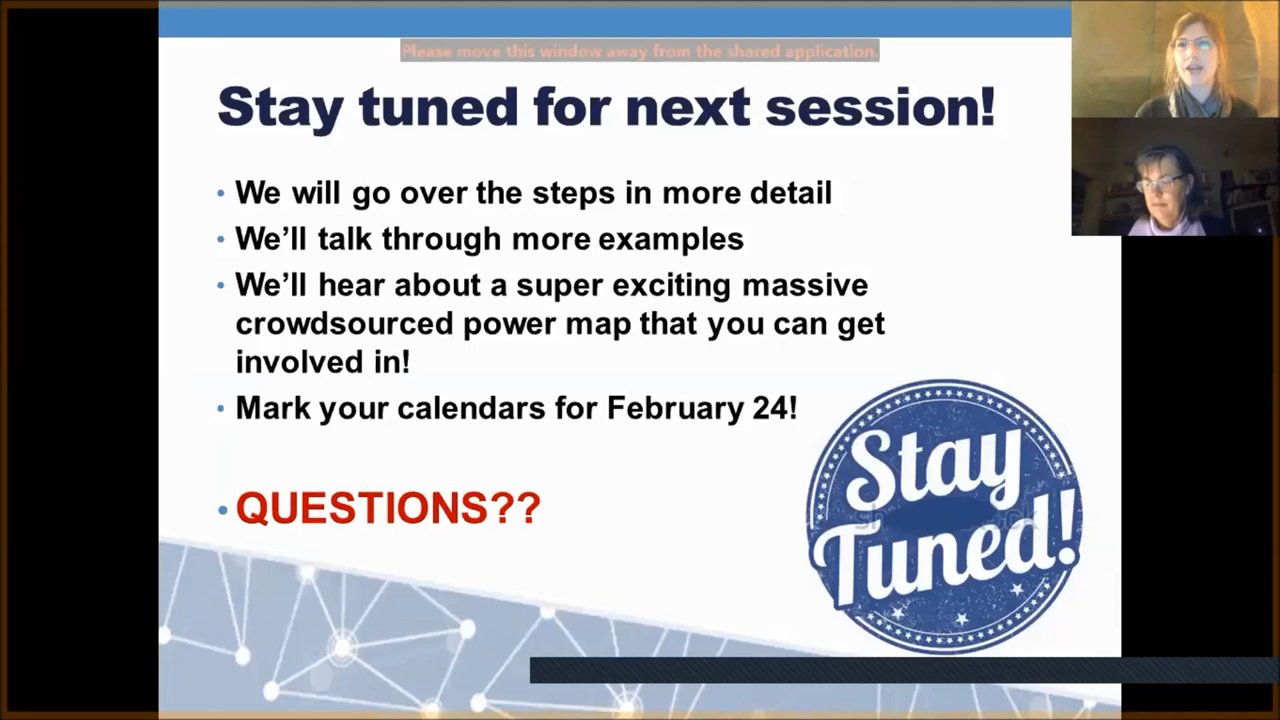 Please move this window away from the shared application.
Stay tuned for next session!
• We will go over the steps in more detail
• We'll talk through more examples
• We'll hear about a super exciting massive
crowdsourced power map that you can get
involved in!
• Mark your calendars for February 24!
• QUESTIONS??
Stay
Tuned!